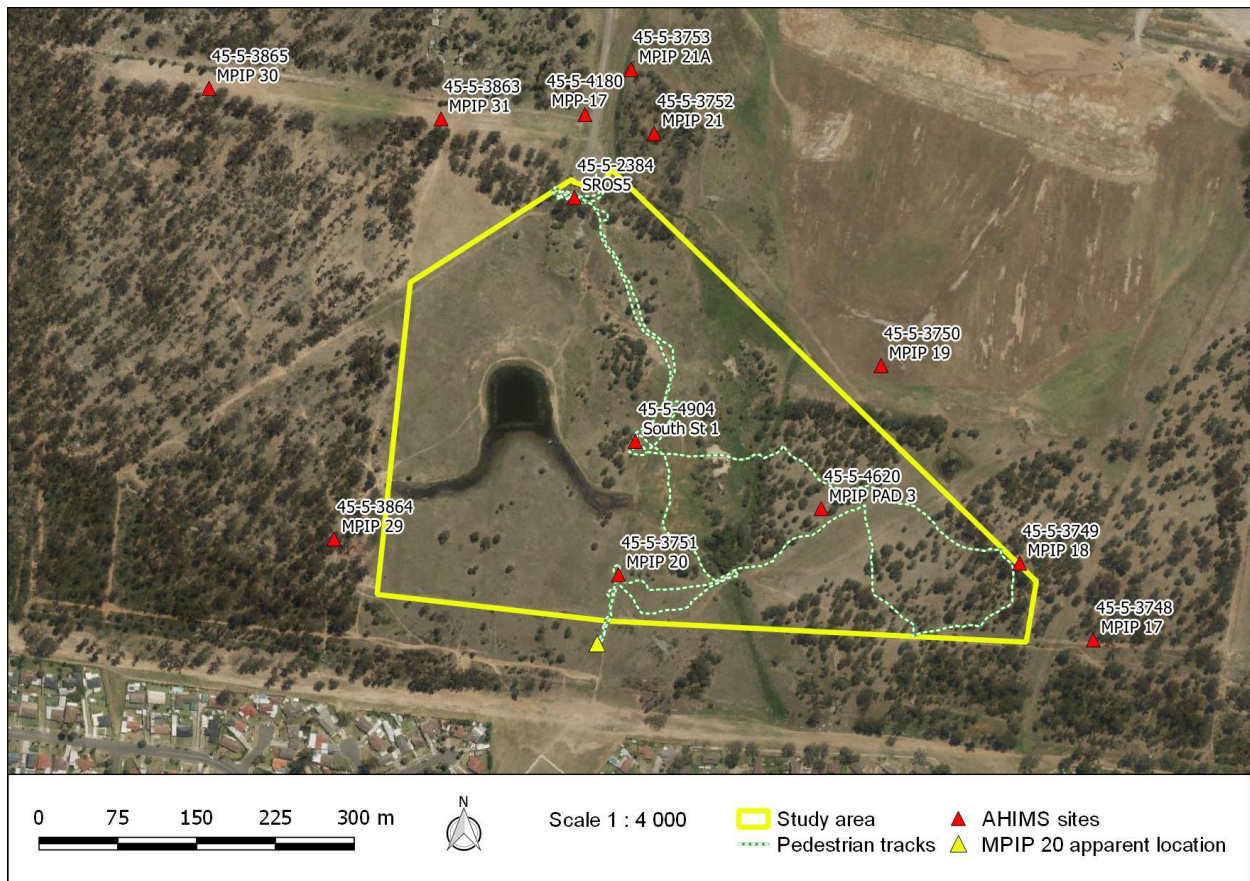 45-5-3753
MPIP 21A
45-5-3865
MPIP 30
45-5-3863
MPIP 31
45-5-4180
MPP-17
45-5-3752
MPIP 21
45-5-2384
SROS5
45-5-3750
MPIP 19
45-5-4904
South St 1
45-5-4620
MPIP PAD 3
45-5-3864
MPIP 29
45-5-3751
MPIP 20
45-5-3749
MPIP 18
45-5-3748
MPIP 17
0 75 150 225 300 m
N
Scale 1 : 4 000
Study area
Pedestrian tracks
AHIMS sites
MPIP 20 apparent location